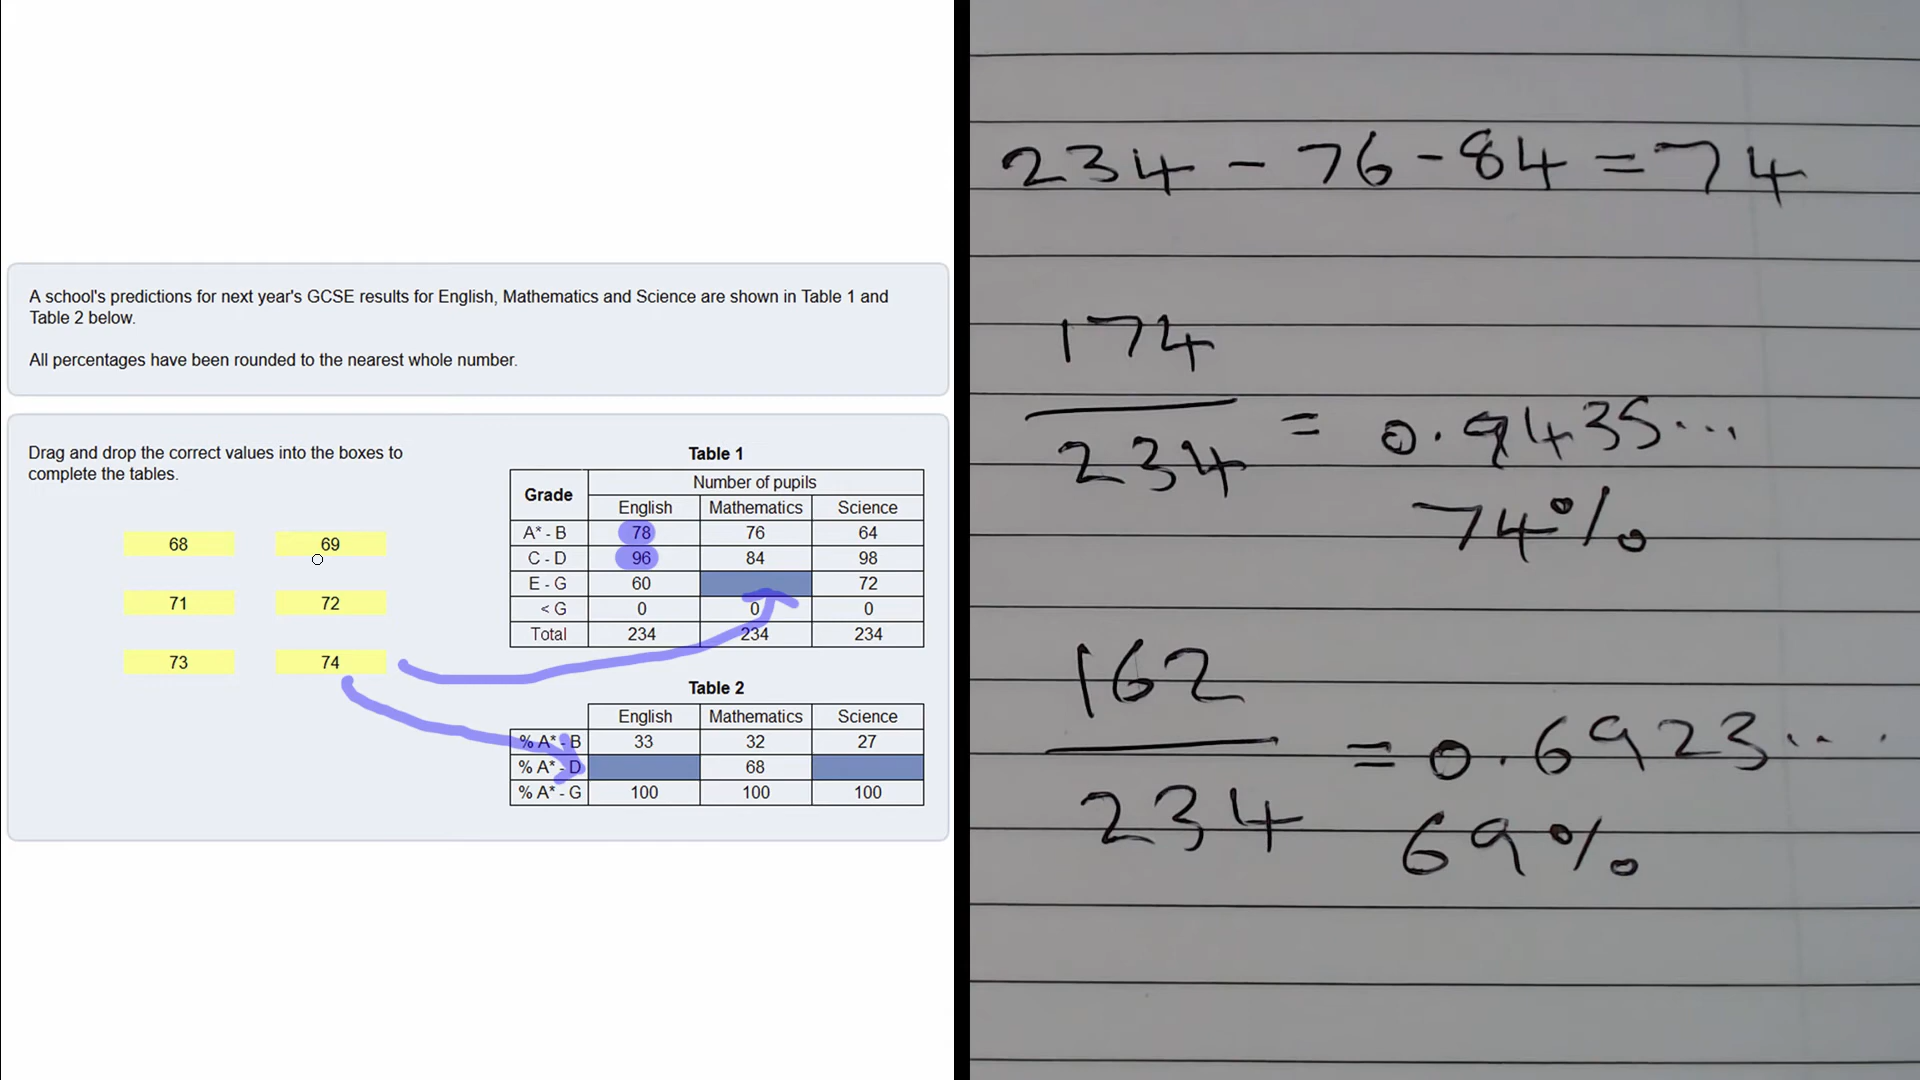 A school's predictions for next year's GCSE results for English, Mathematics and Science are shown in Table 1 and
Table 2 below.
All percentages have been rounded to the nearest whole number.
Drag and drop the correct values into the boxes to
complete the tables.
68 69
71 72
73 74
Table 1
Grade Number of pupils
English Mathematics Science
A* - B 78 76 64
C - D 96 84 98
E - G 60 72
< G 0 0 0
Total 234 234 234
Table 2
English Mathematics Science
% A* - B 33 32 27
% A* - D 68
% A* - G 100 100 100
234 - 76 - 84 = 74
174
234 = 0.9435...
74%
162
234 = 0.6923...
69%